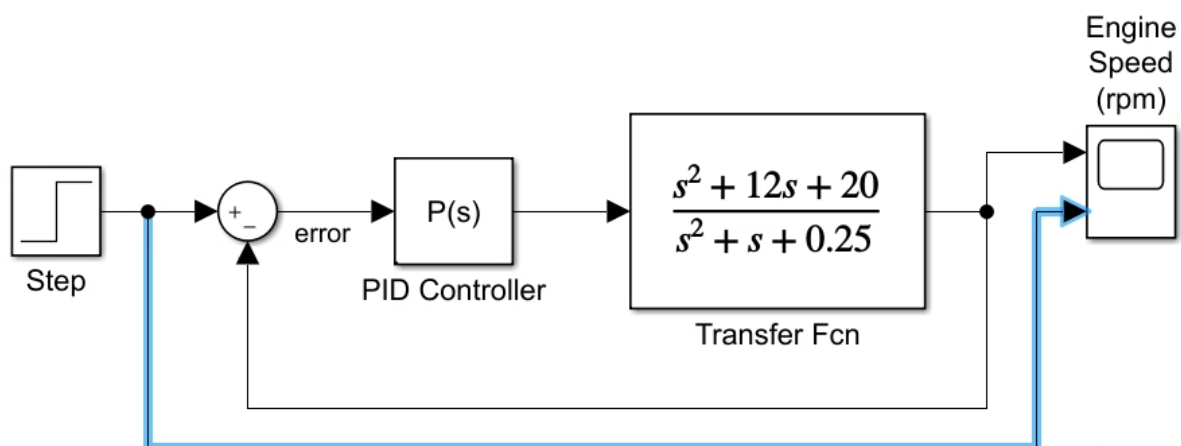 Engine
Speed
(rpm)
Step
+
−
error
P(s)
PID Controller
s² + 12s + 20
s² + s + 0.25
Transfer Fcn